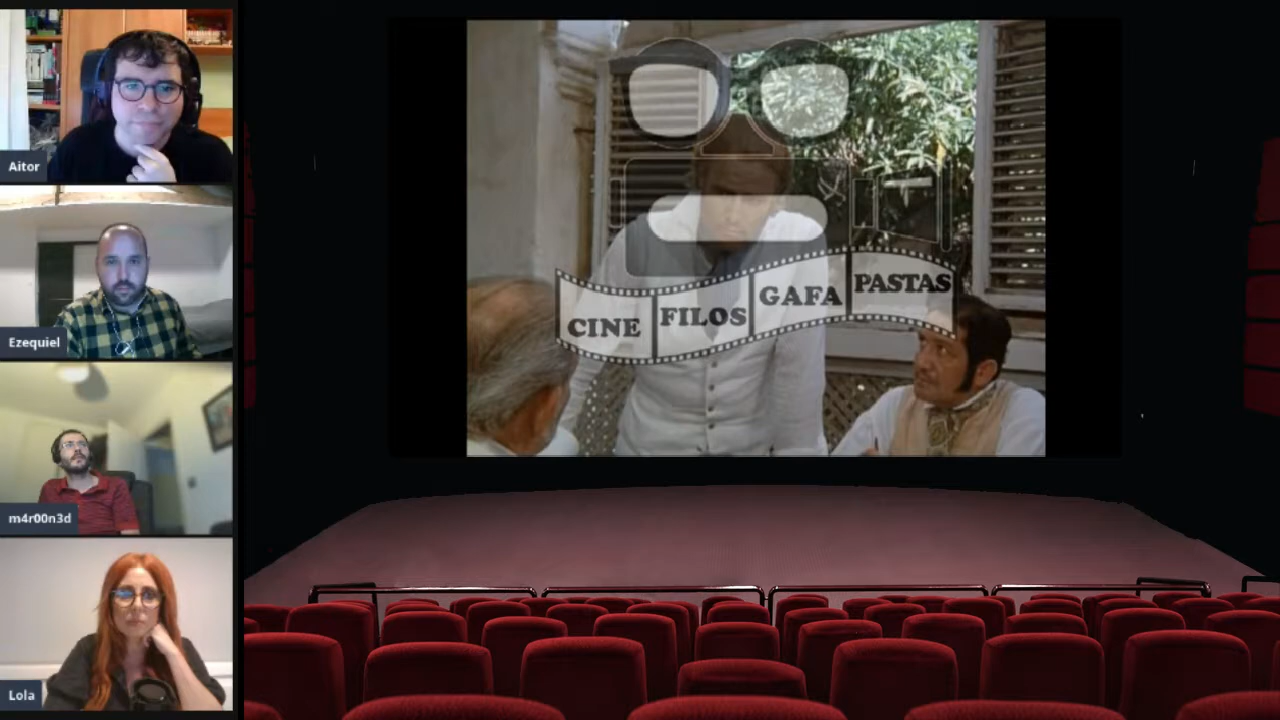 Aitor
Ezequiel
m4r00n3d
Lola
CINE FILOS GAFA PASTAS